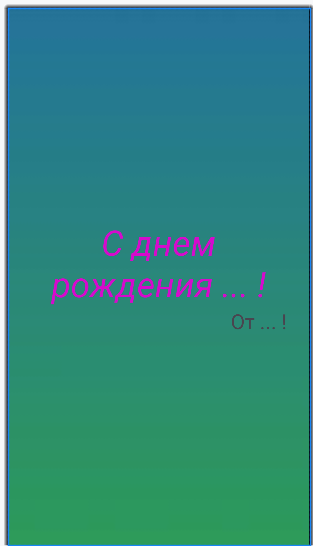 С днем
рождения ... !
От ... !